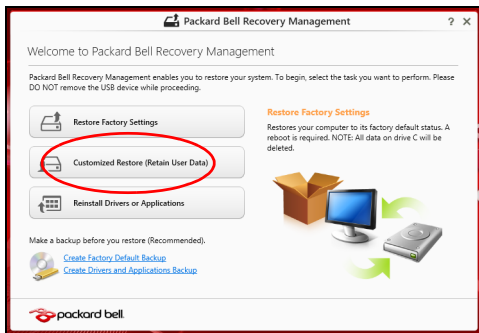 Packard Bell Recovery Management
? X
Welcome to Packard Bell Recovery Management
Packard Bell Recovery Management enables you to restore your system. To begin, select the task you want to perform. Please
DO NOT remove the USB device while proceeding.
Restore Factory Settings
Customized Restore (Retain User Data)
Reinstall Drivers or Applications
Restore Factory Settings
Restores your computer to its factory default status. A
reboot is required. NOTE: All data on drive C will be
deleted.
Make a backup before you restore (Recommended).
Create Factory Default Backup
Create Drivers and Applications Backup
packard bell